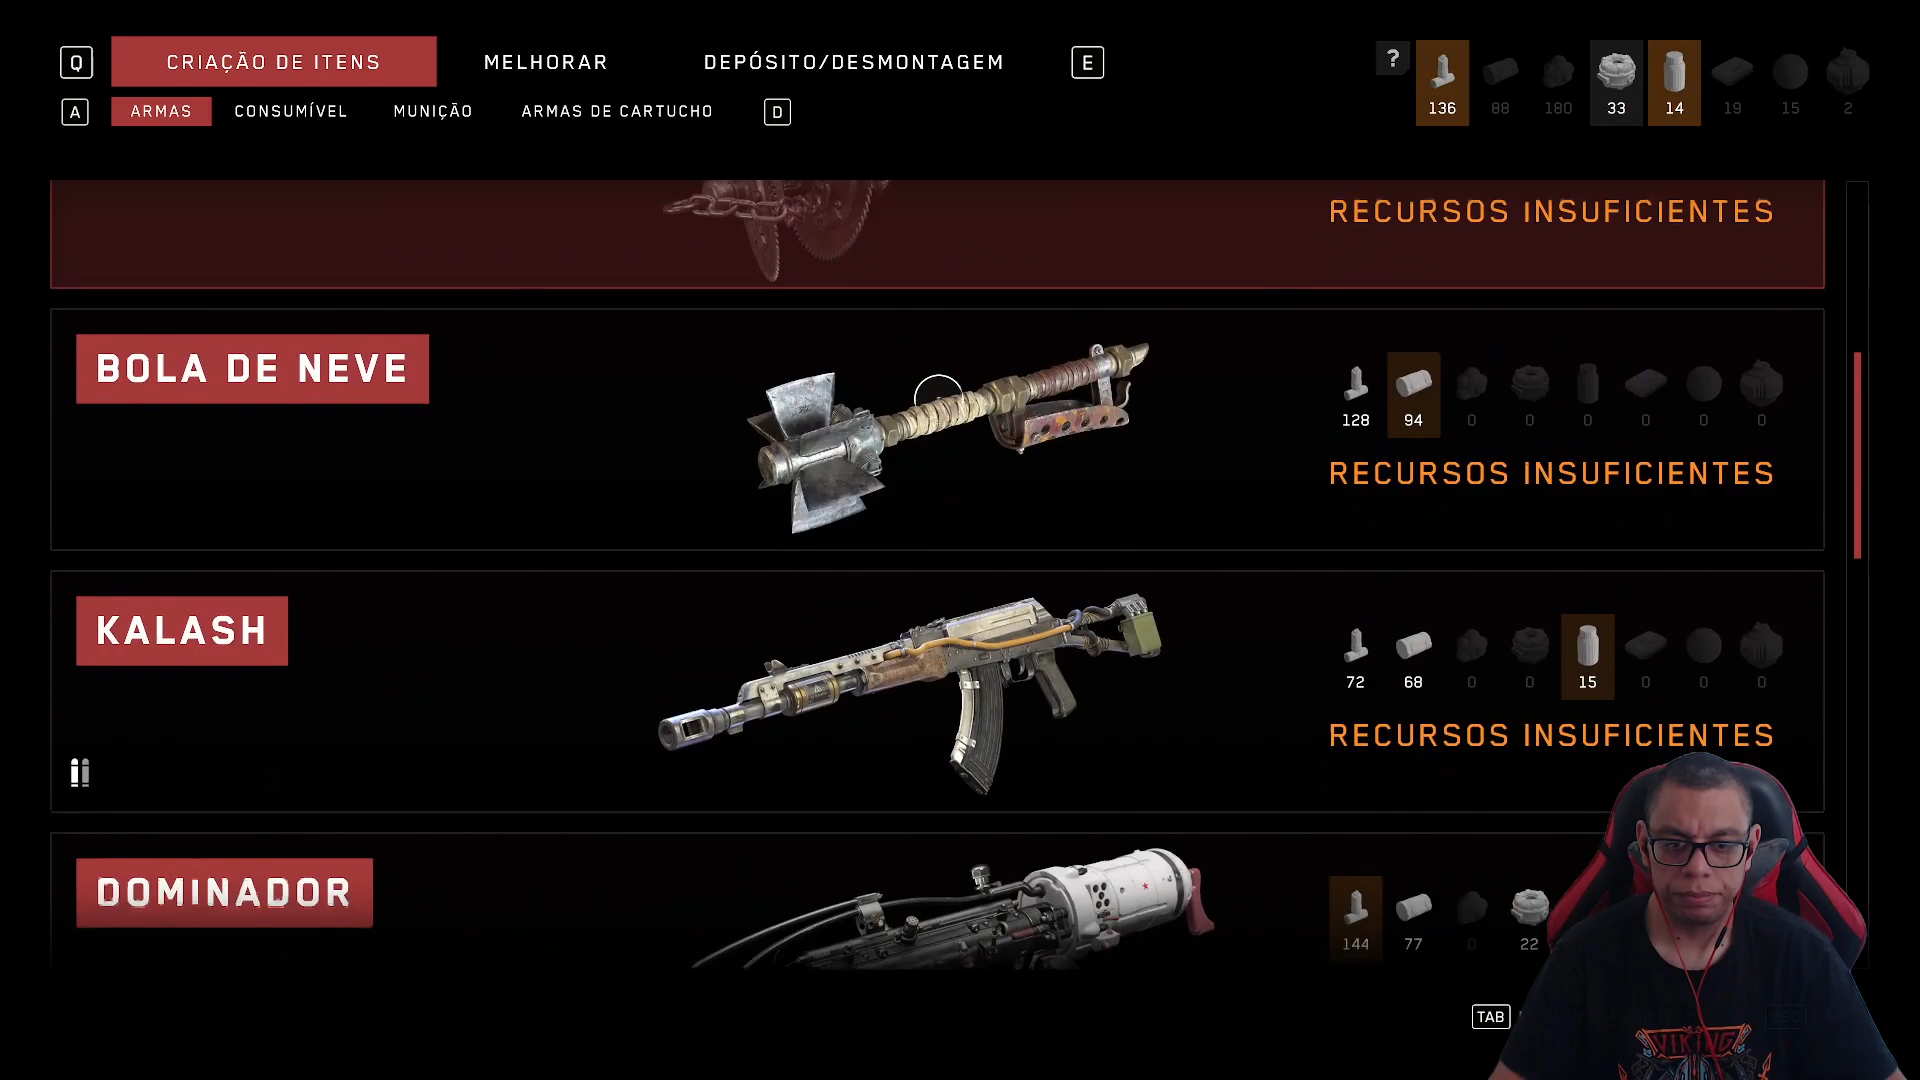 Q CRIAÇÃO DE ITENS MELHORAR DEPÓSITO/DESMONTAGEM E ?
136 88 180 33 14 19 15 2
A ARMAS CONSUMÍVEL MUNIÇÃO ARMAS DE CARTUCHO D
RECURSOS INSUFICIENTES
BOLA DE NEVE
128 94 0 0 0 0 0 0
RECURSOS INSUFICIENTES
KALASH
72 68 0 0 15 0 0 0
RECURSOS INSUFICIENTES
DOMINADOR
144 77 0 22
TAB ESC
VIKING